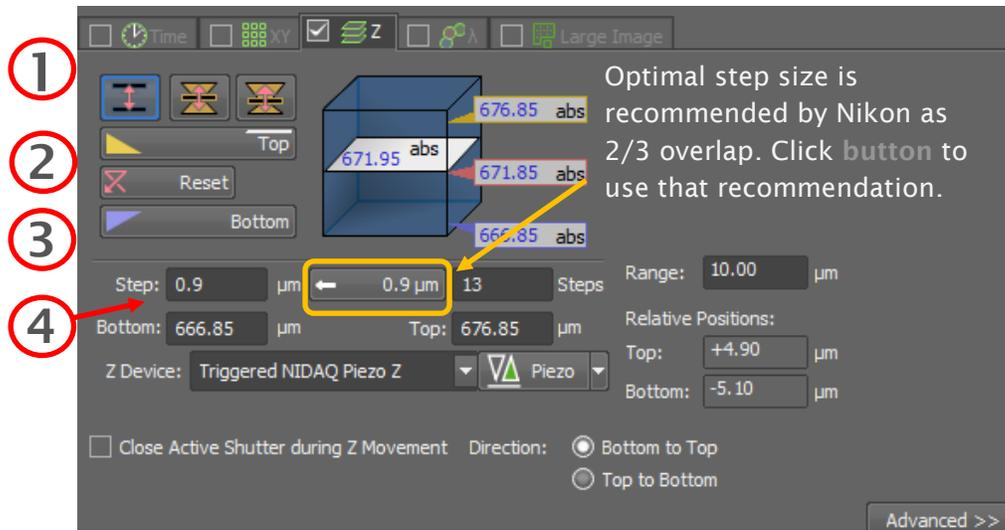 Time XY Z λ Large Image
1
Optimal step size is
recommended by Nikon as
2/3 overlap. Click button to
use that recommendation.
2
Top
Reset
3
Bottom
676.85 abs
671.95 abs
671.85 abs
666.85 abs
4
Step: 0.9 µm 0.9 µm 13 Steps
Bottom: 666.85 µm Top: 676.85 µm
Z Device: Triggered NIDAQ Piezo Z Piezo
Range: 10.00 µm
Relative Positions:
Top: +4.90 µm
Bottom: -5.10 µm
Close Active Shutter during Z Movement Direction: Bottom to Top
Top to Bottom
Advanced >>